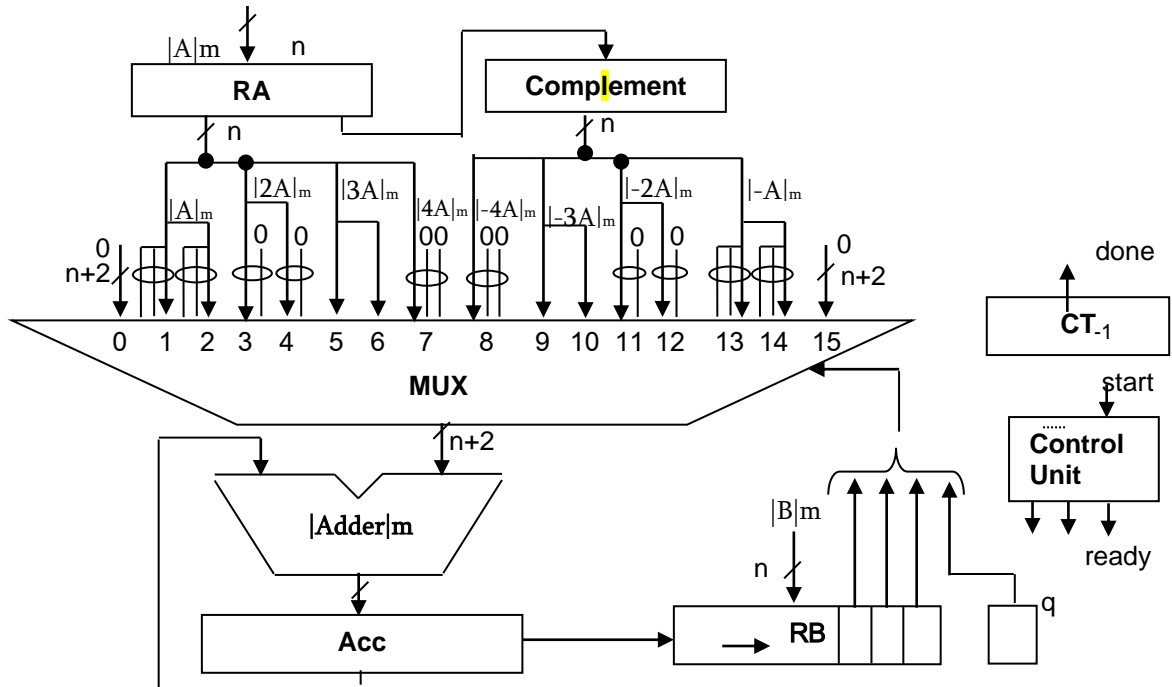 |A|m n
RA
Complement
n n
|A|m |2A|m |3A|m |4A|m |-4A|m |-3A|m |-2A|m |-A|m
0 0 0 00 00 0 0 0
n+2 n+2
done
CT-1
0 1 2 3 4 5 6 7 8 9 10 11 12 13 14 15
MUX
start
n+2
Control
Unit
|Adder|m
|B|m
n
ready
q
RB
Acc